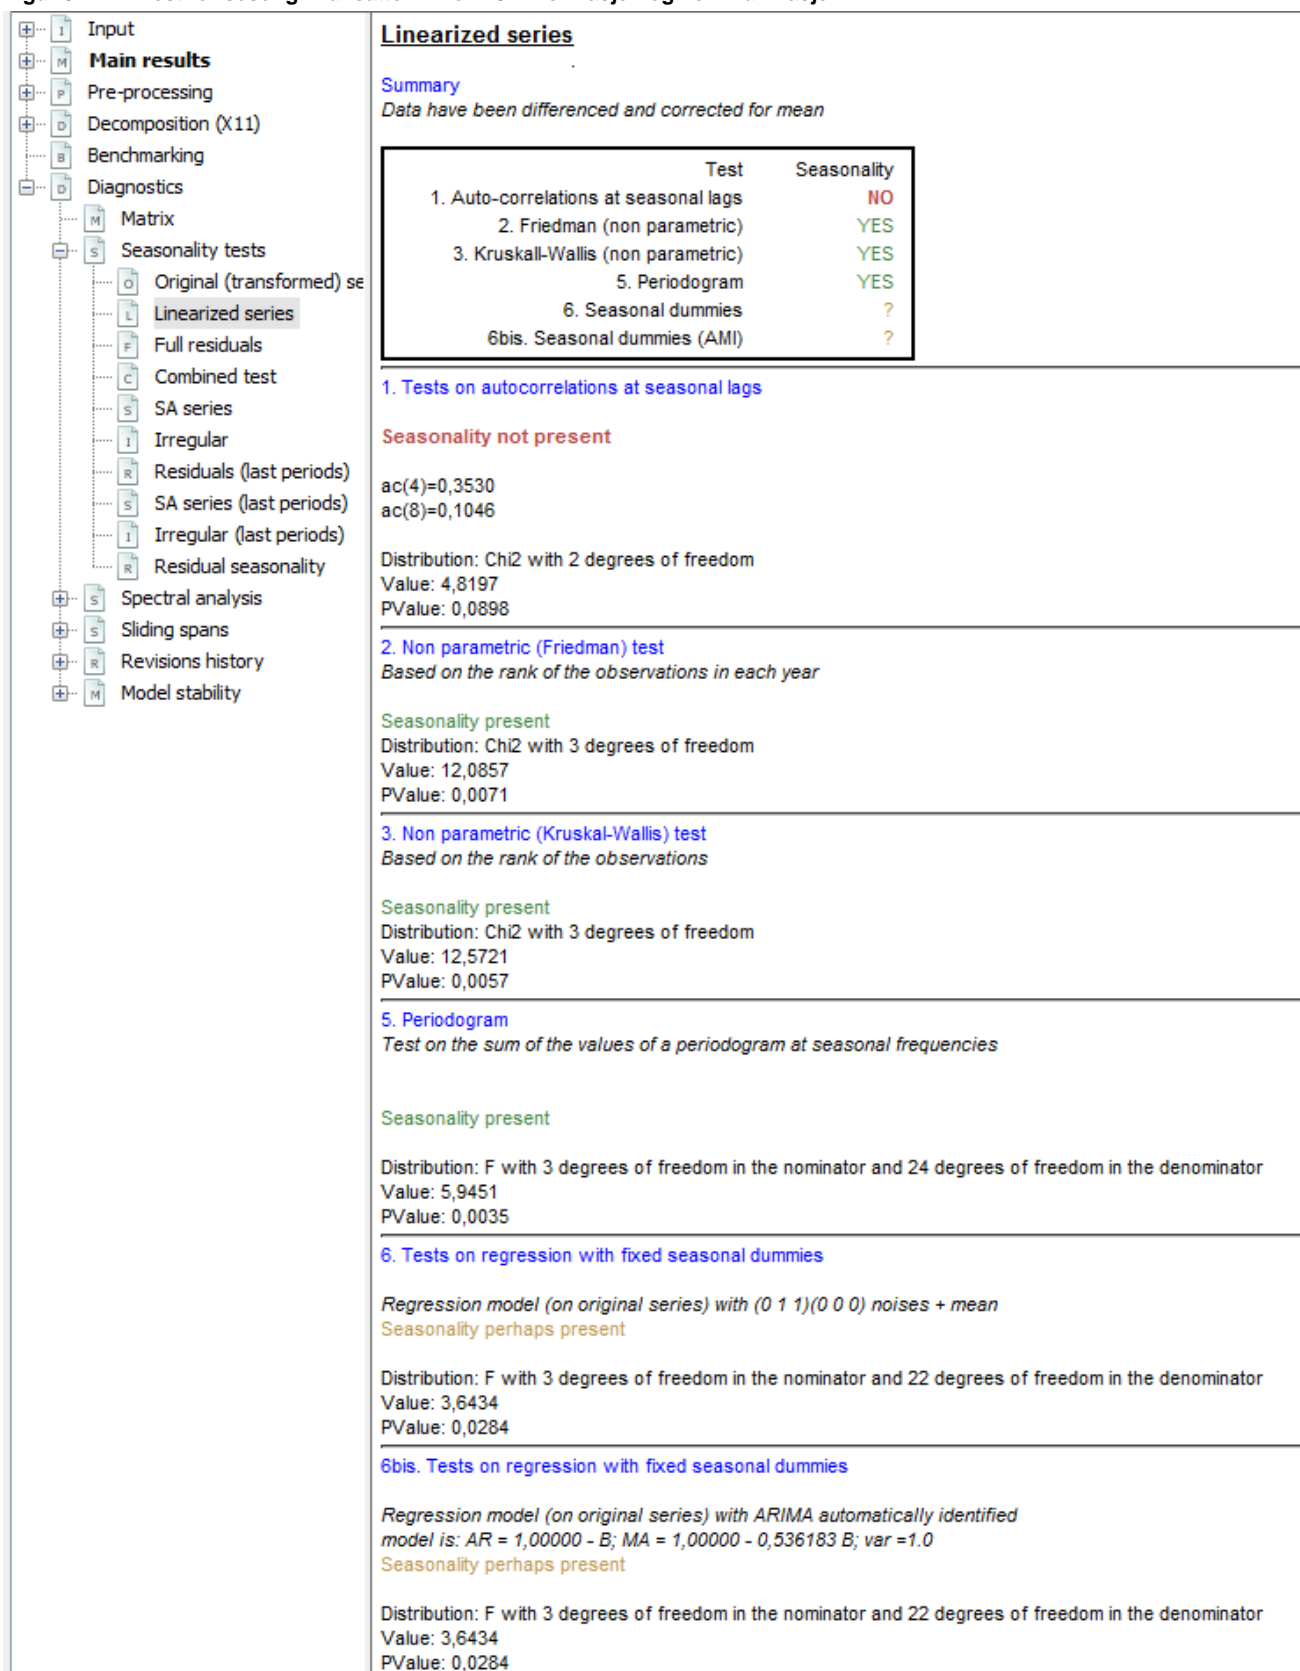 Input
Main results
Pre-processing
Decomposition (X11)
Benchmarking
Diagnostics
Matrix
Seasonality tests
Original (transformed) se
Linearized series
Full residuals
Combined test
SA series
Irregular
Residuals (last periods)
SA series (last periods)
Irregular (last periods)
Residual seasonality
Spectral analysis
Sliding spans
Revisions history
Model stability
Linearized series
Summary
Data have been differenced and corrected for mean
Test Seasonality
1. Auto-correlations at seasonal lags NO
2. Friedman (non parametric) YES
3. Kruskall-Wallis (non parametric) YES
5. Periodogram YES
6. Seasonal dummies ?
6bis. Seasonal dummies (AMI) ?
1. Tests on autocorrelations at seasonal lags
Seasonality not present
ac(4)=0,3530
ac(8)=0,1046
Distribution: Chi2 with 2 degrees of freedom
Value: 4,8197
PValue: 0,0898
2. Non parametric (Friedman) test
Based on the rank of the observations in each year
Seasonality present
Distribution: Chi2 with 3 degrees of freedom
Value: 12,0857
PValue: 0,0071
3. Non parametric (Kruskal-Wallis) test
Based on the rank of the observations
Seasonality present
Distribution: Chi2 with 3 degrees of freedom
Value: 12,5721
PValue: 0,0057
5. Periodogram
Test on the sum of the values of a periodogram at seasonal frequencies
Seasonality present
Distribution: F with 3 degrees of freedom in the nominator and 24 degrees of freedom in the denominator
Value: 5,9451
PValue: 0,0035
6. Tests on regression with fixed seasonal dummies
Regression model (on original series) with (0 1 1)(0 0 0) noises + mean
Seasonality perhaps present
Distribution: F with 3 degrees of freedom in the nominator and 22 degrees of freedom in the denominator
Value: 3,6434
PValue: 0,0284
6bis. Tests on regression with fixed seasonal dummies
Regression model (on original series) with ARIMA automatically identified
model is: AR = 1,00000 - B; MA = 1,00000 - 0,536183 B; var =1.0
Seasonality perhaps present
Distribution: F with 3 degrees of freedom in the nominator and 22 degrees of freedom in the denominator
Value: 3,6434
PValue: 0,0284